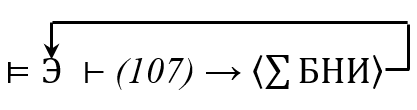 ⊨ Э ⊢ (107) → ⟨∑ БНИ⟩